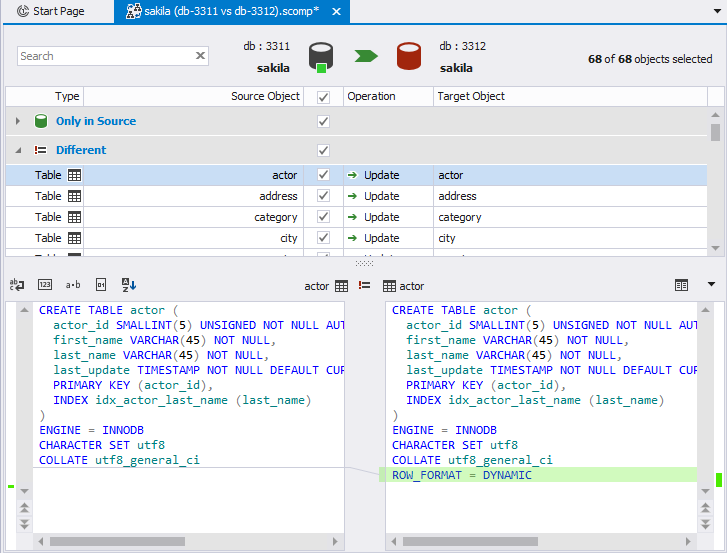 Start Page sakila (db-3311 vs db-3312).scomp*
Search db : 3311 db : 3312
sakila sakila 68 of 68 objects selected
Type Source Object Operation Target Object
Only in Source
Different
Table actor Update actor
Table address Update address
Table category Update category
Table city Update city
actor actor
CREATE TABLE actor (
actor_id SMALLINT(5) UNSIGNED NOT NULL AUT
first_name VARCHAR(45) NOT NULL,
last_name VARCHAR(45) NOT NULL,
last_update TIMESTAMP NOT NULL DEFAULT CUR
PRIMARY KEY (actor_id),
INDEX idx_actor_last_name (last_name)
)
ENGINE = INNODB
CHARACTER SET utf8
COLLATE utf8_general_ci
CREATE TABLE actor (
actor_id SMALLINT(5) UNSIGNED NOT NULL AUT
first_name VARCHAR(45) NOT NULL,
last_name VARCHAR(45) NOT NULL,
last_update TIMESTAMP NOT NULL DEFAULT CUR
PRIMARY KEY (actor_id),
INDEX idx_actor_last_name (last_name)
)
ENGINE = INNODB
CHARACTER SET utf8
COLLATE utf8_general_ci
ROW_FORMAT = DYNAMIC